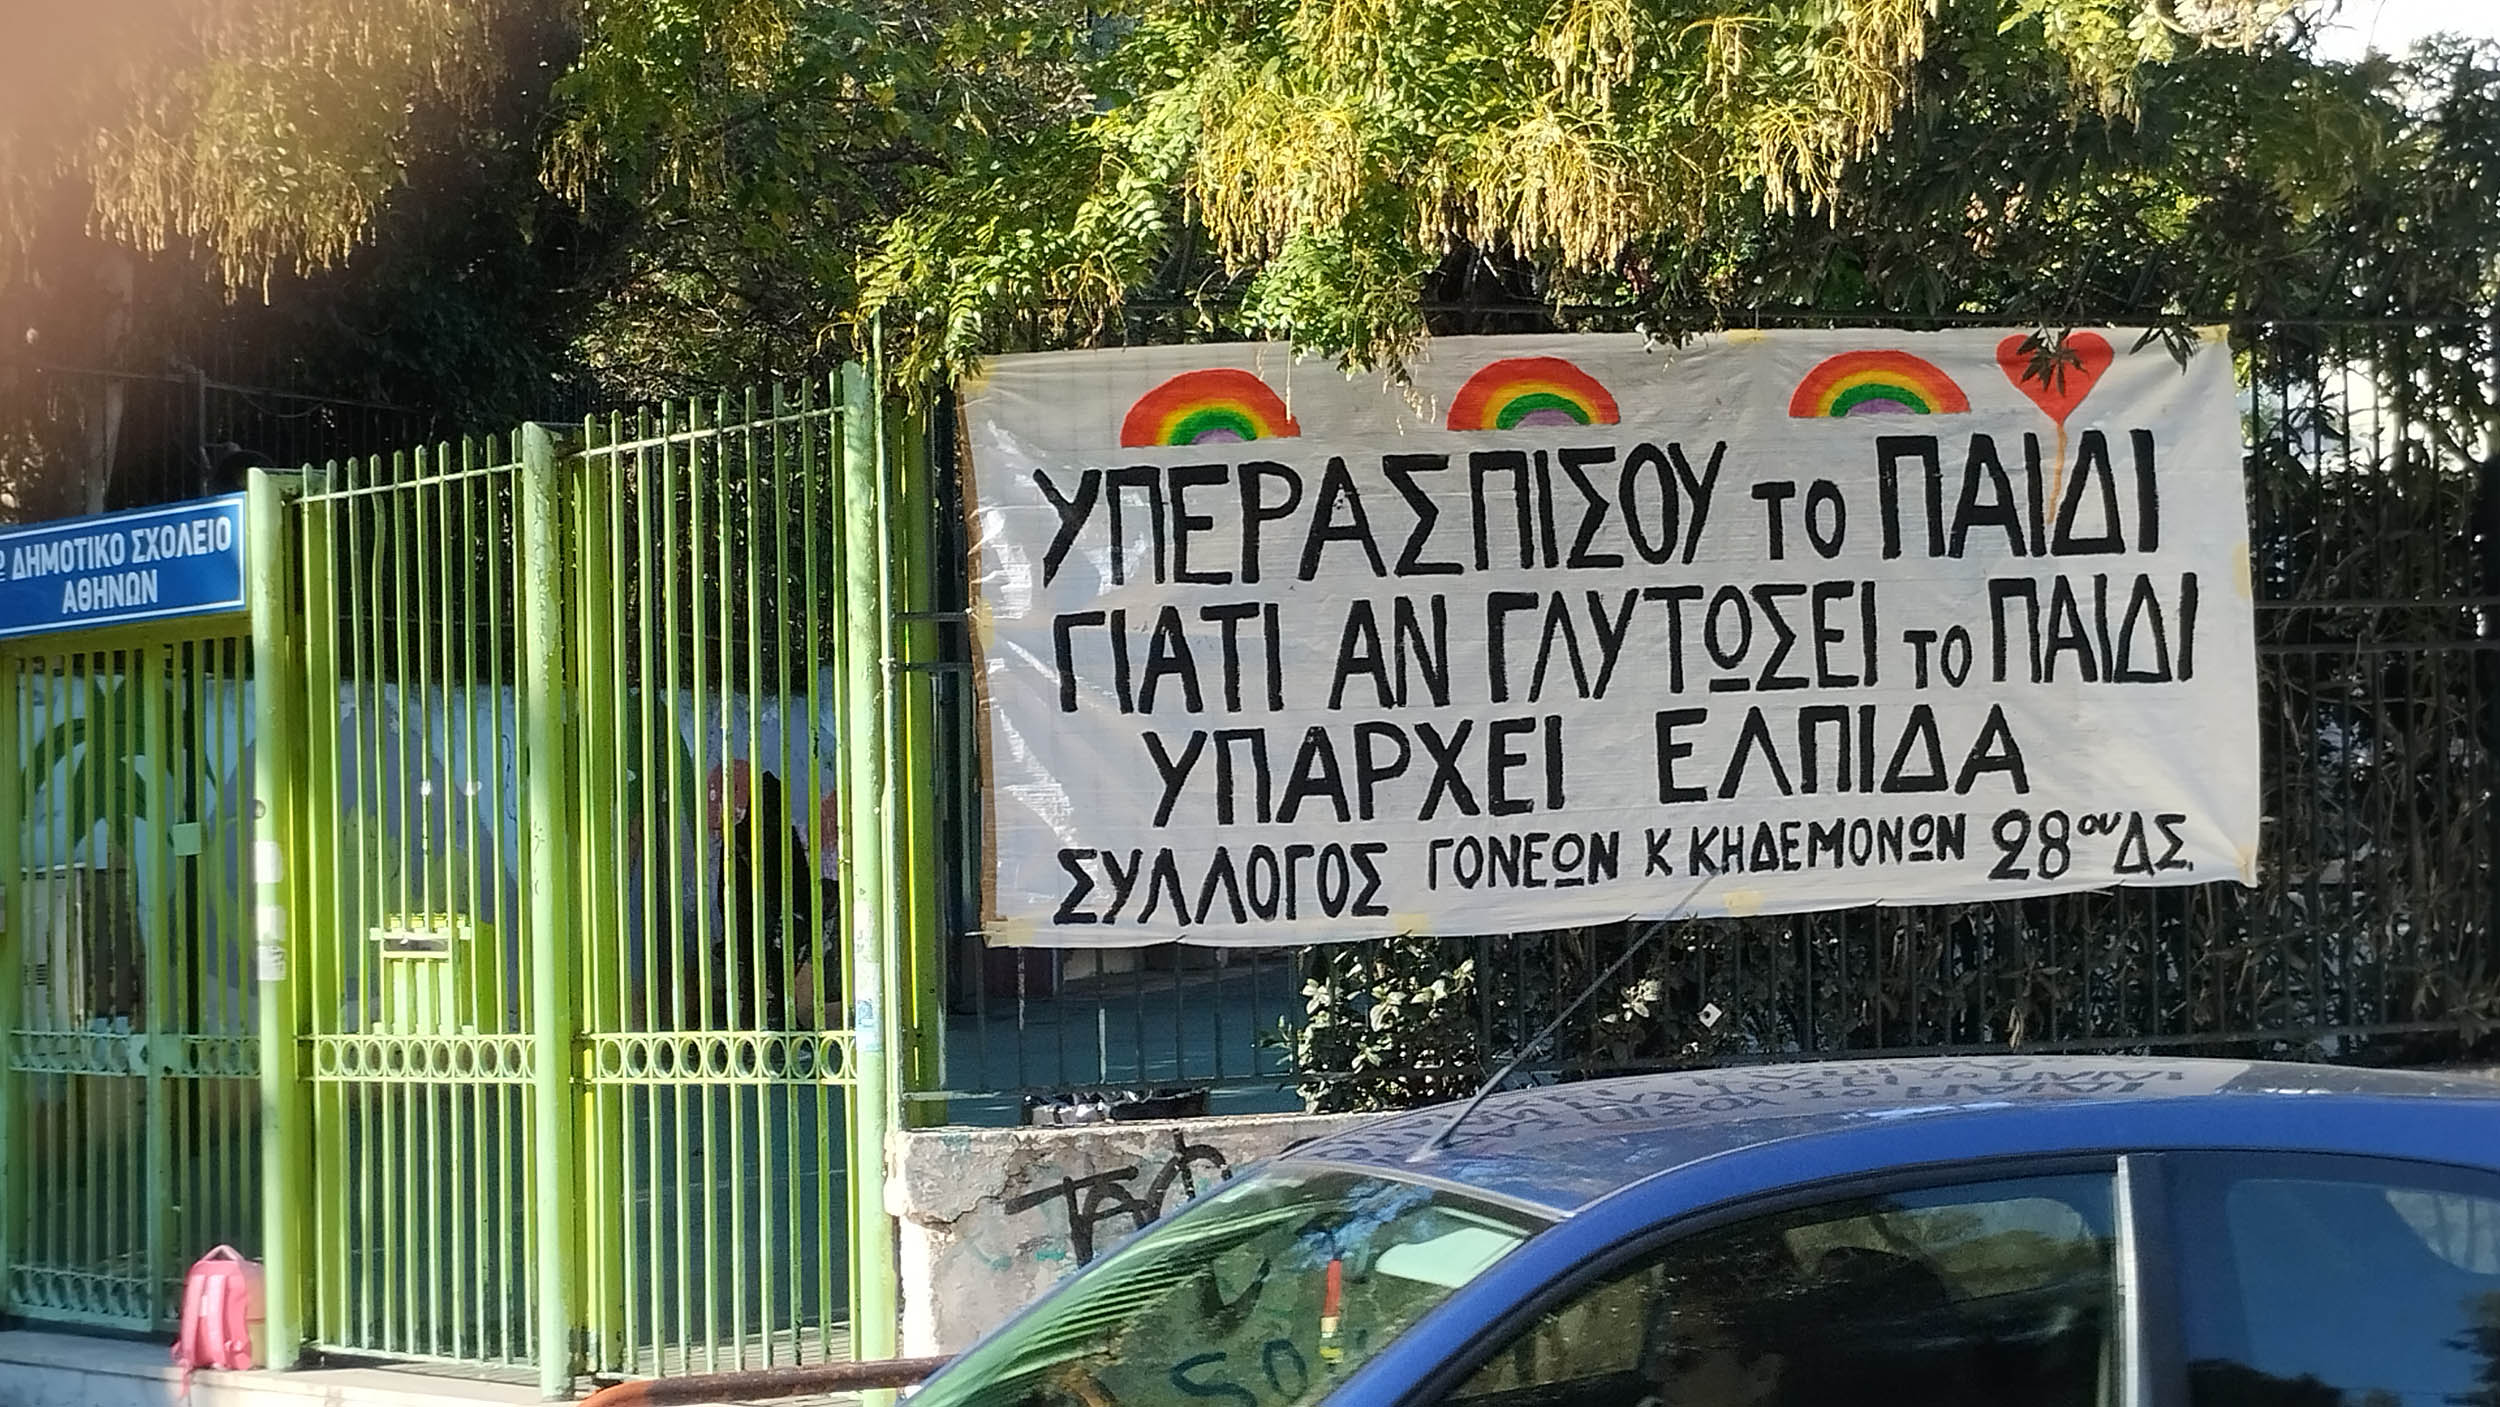 º ΔΗΜΟΤΙΚΟ ΣΧΟΛΕΙΟ
ΑΘΗΝΩΝ
ΥΠΕΡΑΣΠΙΣΟΥ το ΠΑΙΔΙ
ΓΙΑΤΙ ΑΝ ΓΛΥΤΩΣΕΙ το ΠΑΙΔΙ
ΥΠΑΡΧΕΙ ΕΛΠΙΔΑ
ΣΥΛΛΟΓΟΣ ΓΟΝΕΩΝ Κ ΚΗΔΕΜΟΝΩΝ 28ου ΔΣ.